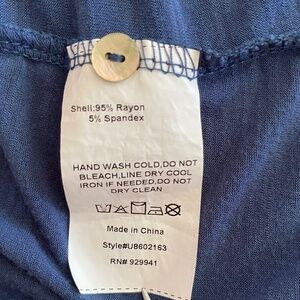 Shell:95% Rayon
5% Spandex
HAND WASH COLD,DO NOT
BLEACH,LINE DRY COOL
IRON IF NEEDED,DO NOT
DRY CLEAN
Made in China
Style#UB602163
RN# 929941